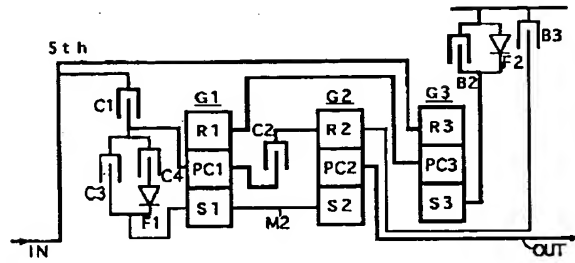 5th
B3
F2
B2
C1
G1
G2
G3
C2
R1
R2
R3
C3
C4
PC1
PC2
PC3
F1
S1
S2
S3
M2
IN
OUT